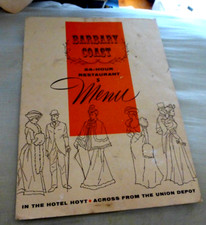 BARBARY
COAST
24-HOUR
RESTAURANT
Menu
IN THE HOTEL HOYT • ACROSS FROM THE UNION DEPOT